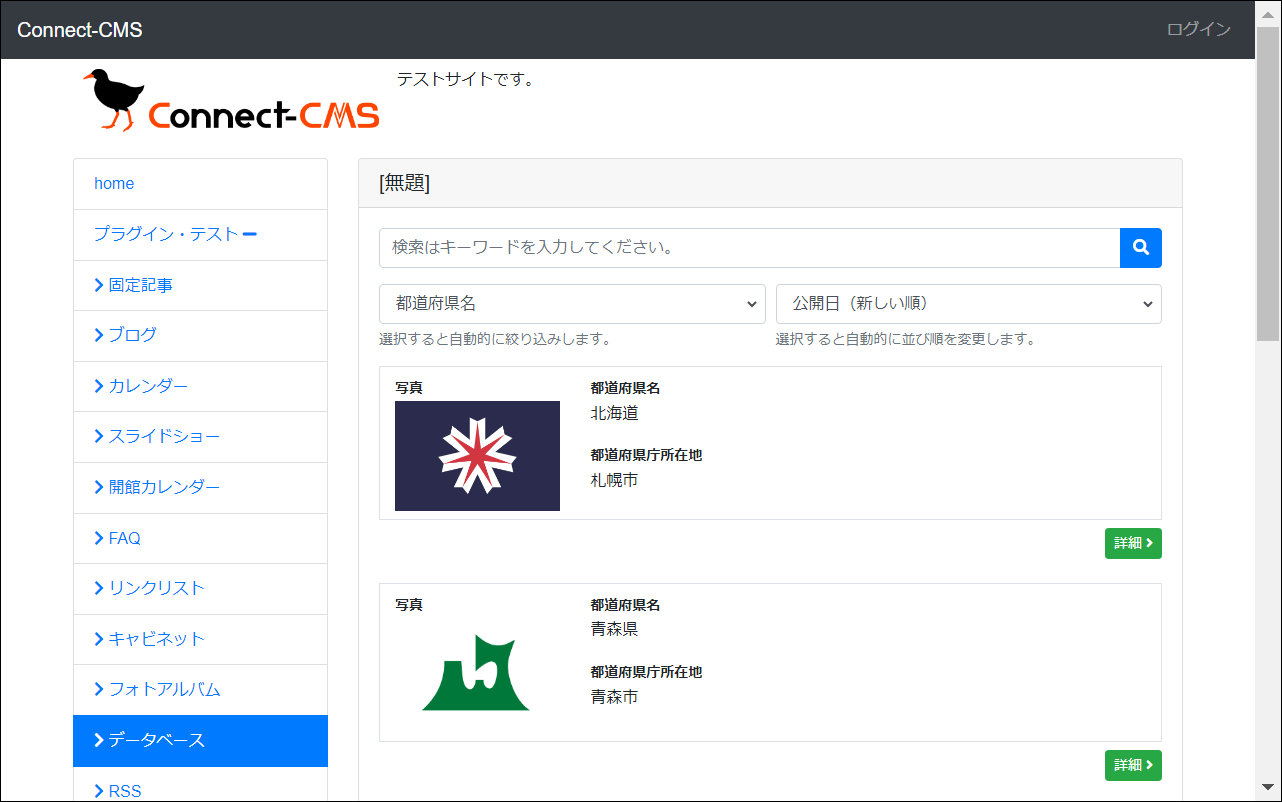 Connect-CMS
ログイン
Connect-CMS
テストサイトです。
home
プラグイン・テスト
固定記事
ブログ
カレンダー
スライドショー
開館カレンダー
FAQ
リンクリスト
キャビネット
フォトアルバム
データベース
RSS
[無題]
検索はキーワードを入力してください。
都道府県名
公開日（新しい順）
選択すると自動的に絞り込みします。
選択すると自動的に並び順を変更します。
写真
都道府県名
北海道
都道府県庁所在地
札幌市
詳細
写真
都道府県名
青森県
都道府県庁所在地
青森市
詳細